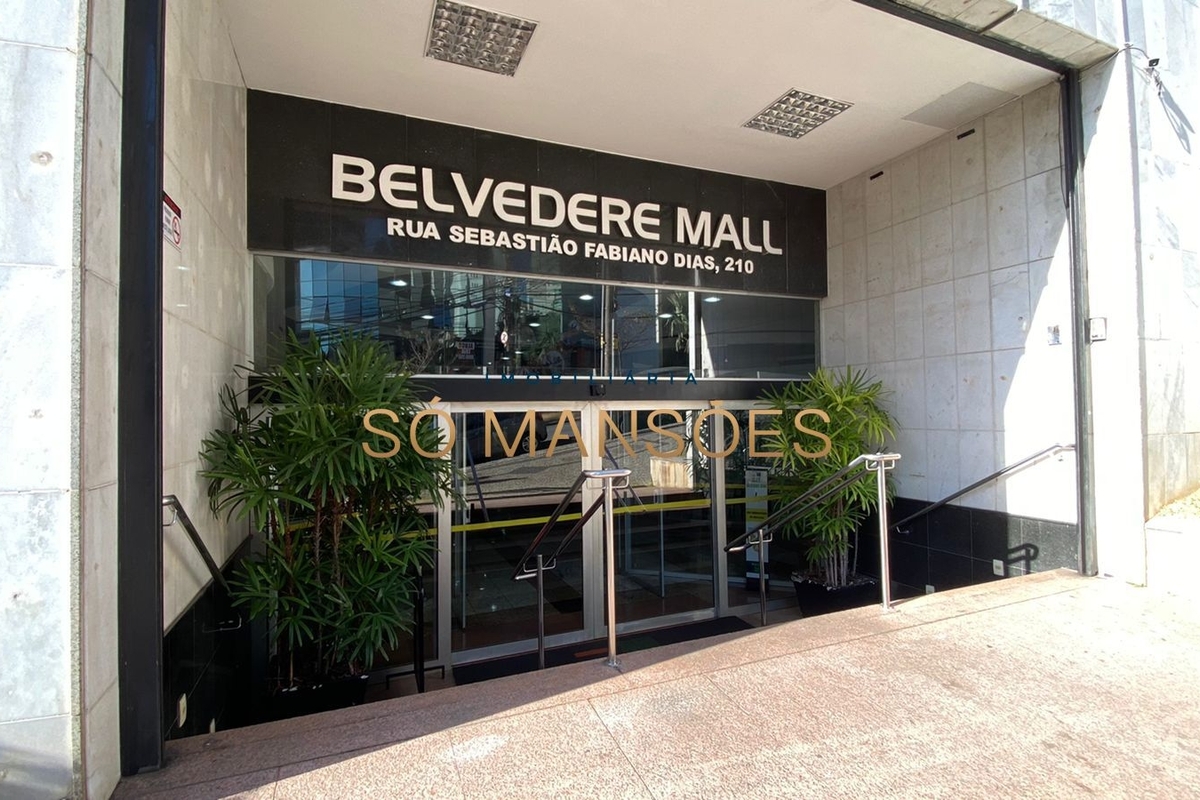 BELVEDERE MALL
RUA SEBASTIÃO FABIANO DIAS, 210
IMOBILIÁRIA
SÓ MANSÕES